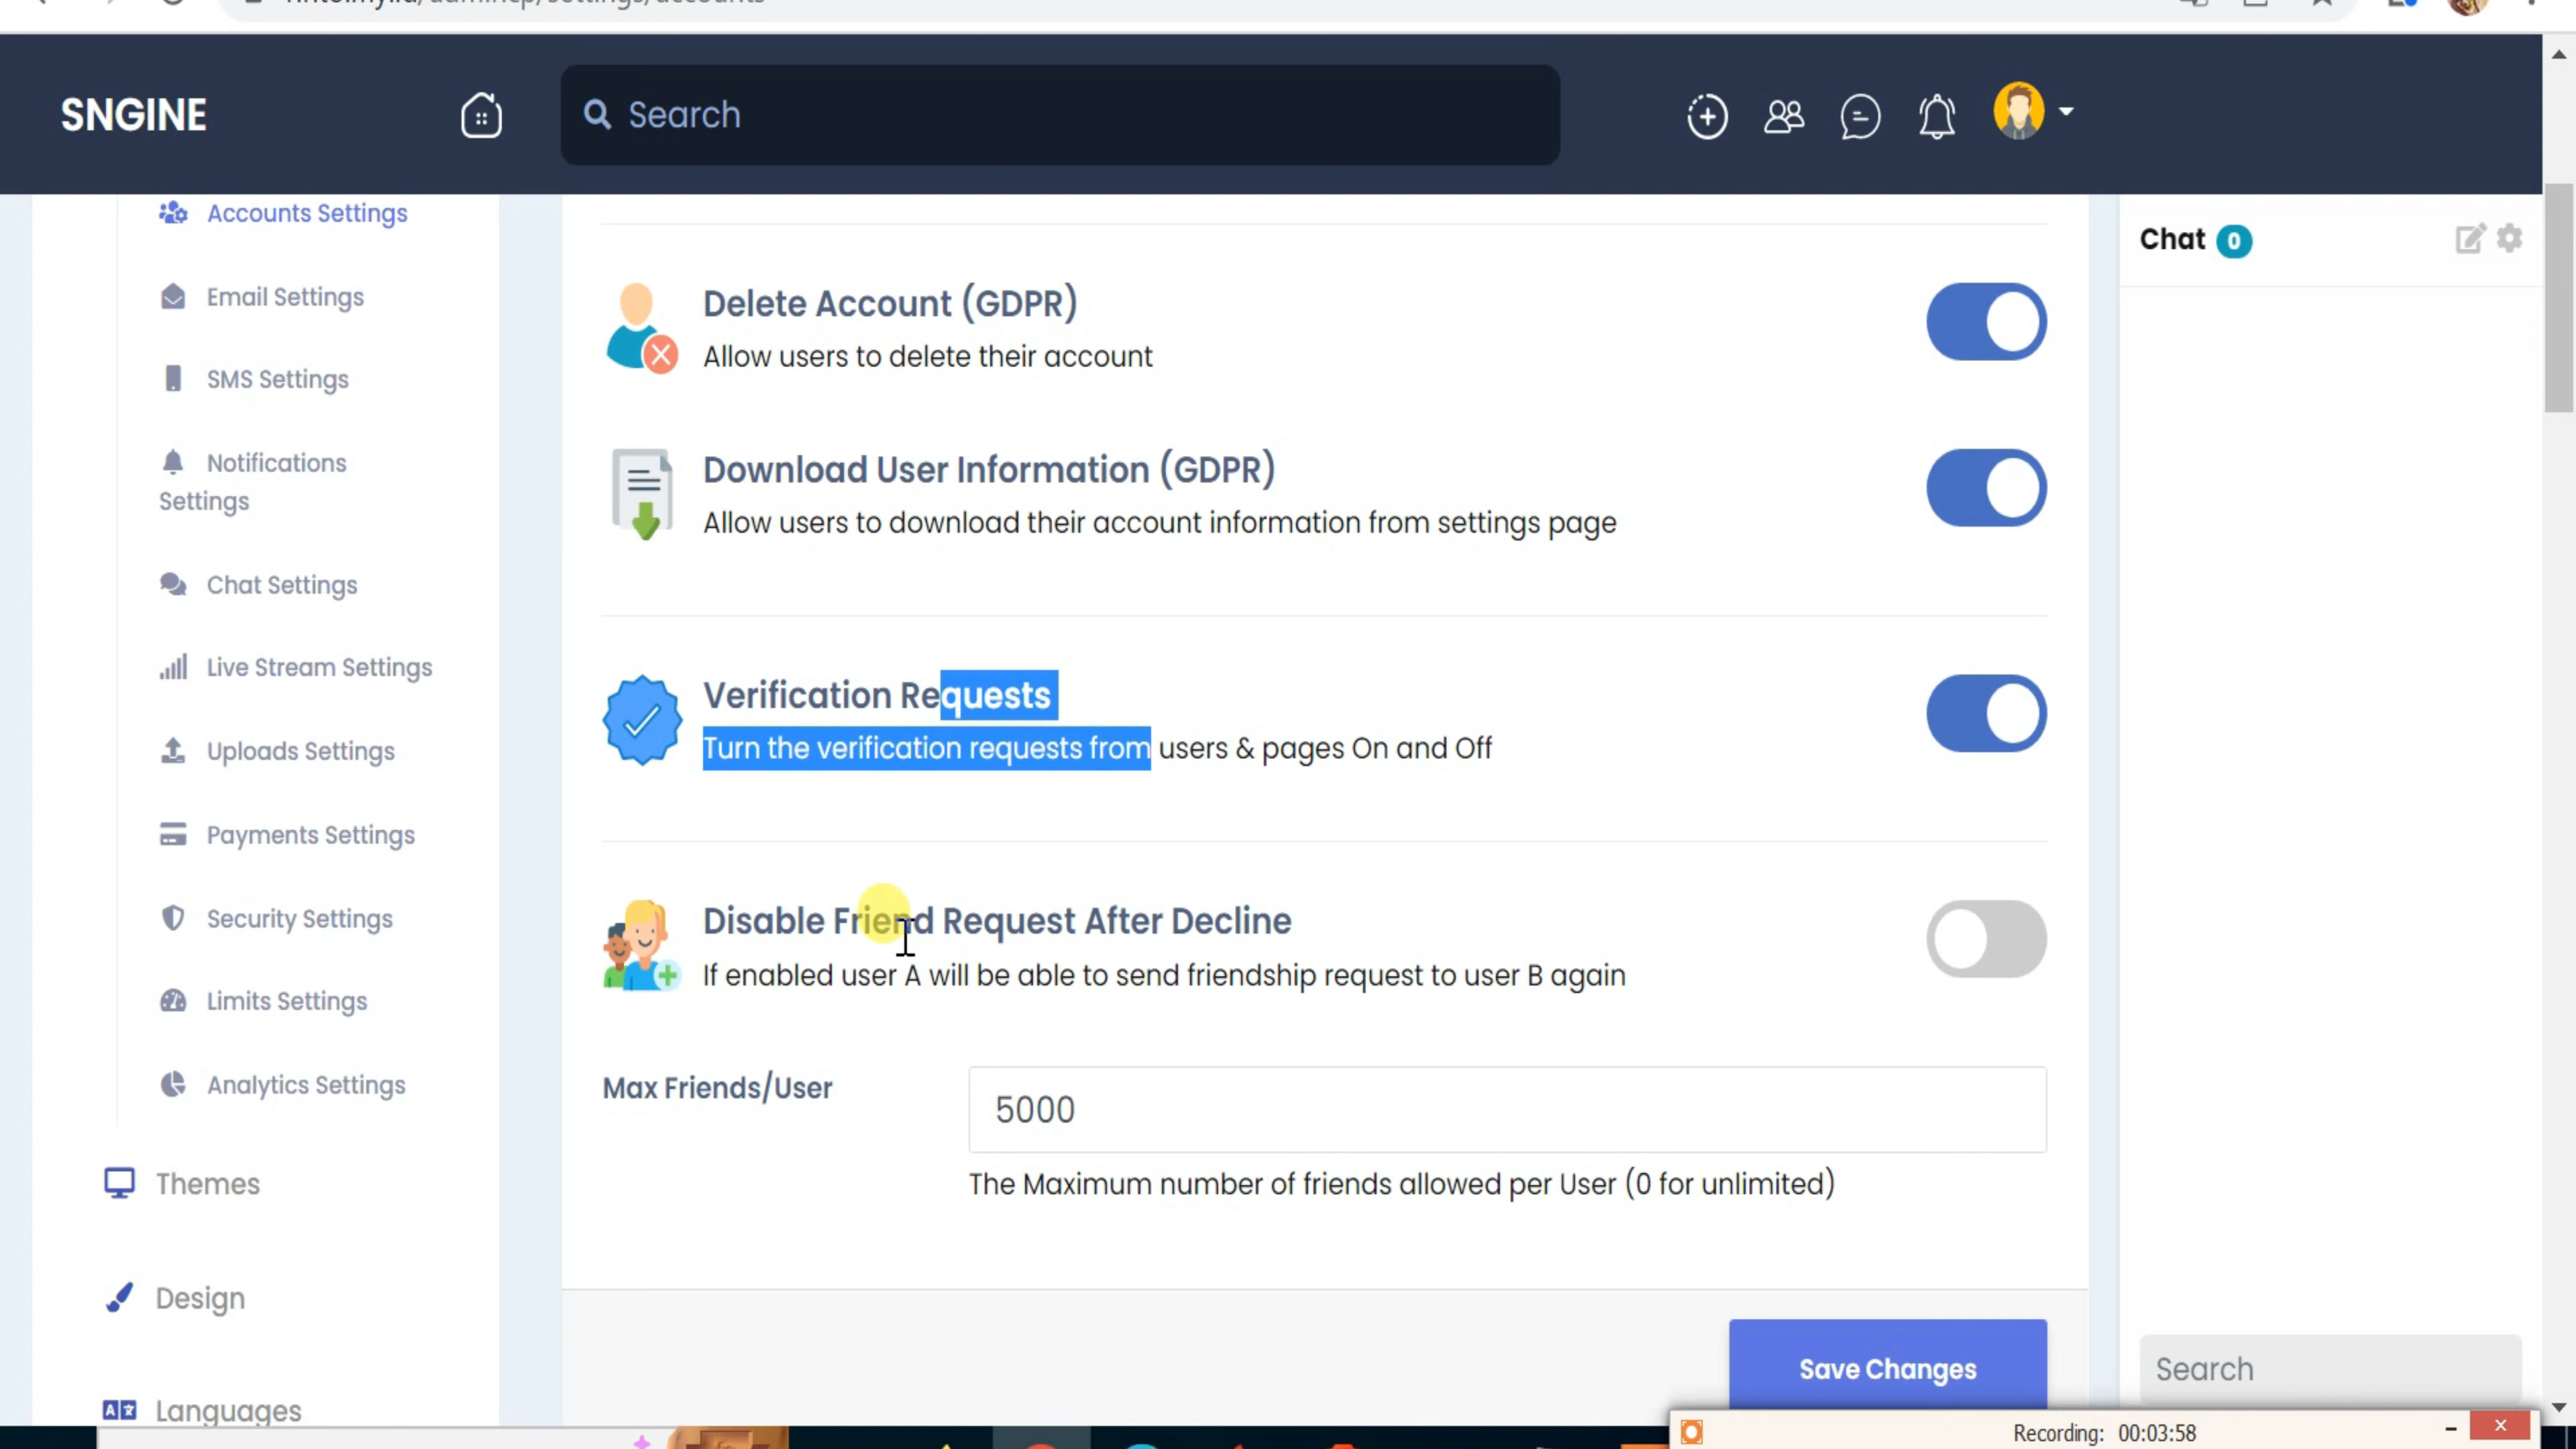 SNGINE
Search
Accounts Settings
Email Settings
SMS Settings
Notifications
Settings
Chat Settings
Live Stream Settings
Uploads Settings
Payments Settings
Security Settings
Limits Settings
Analytics Settings
Themes
Design
Languages
Delete Account (GDPR)
Allow users to delete their account
Download User Information (GDPR)
Allow users to download their account information from settings page
Verification Requests
Turn the verification requests from users & pages On and Off
Disable Friend Request After Decline
If enabled user A will be able to send friendship request to user B again
Max Friends/User
5000
The Maximum number of friends allowed per User (0 for unlimited)
Save Changes
Chat 0
Search
Recording: 00:03:58